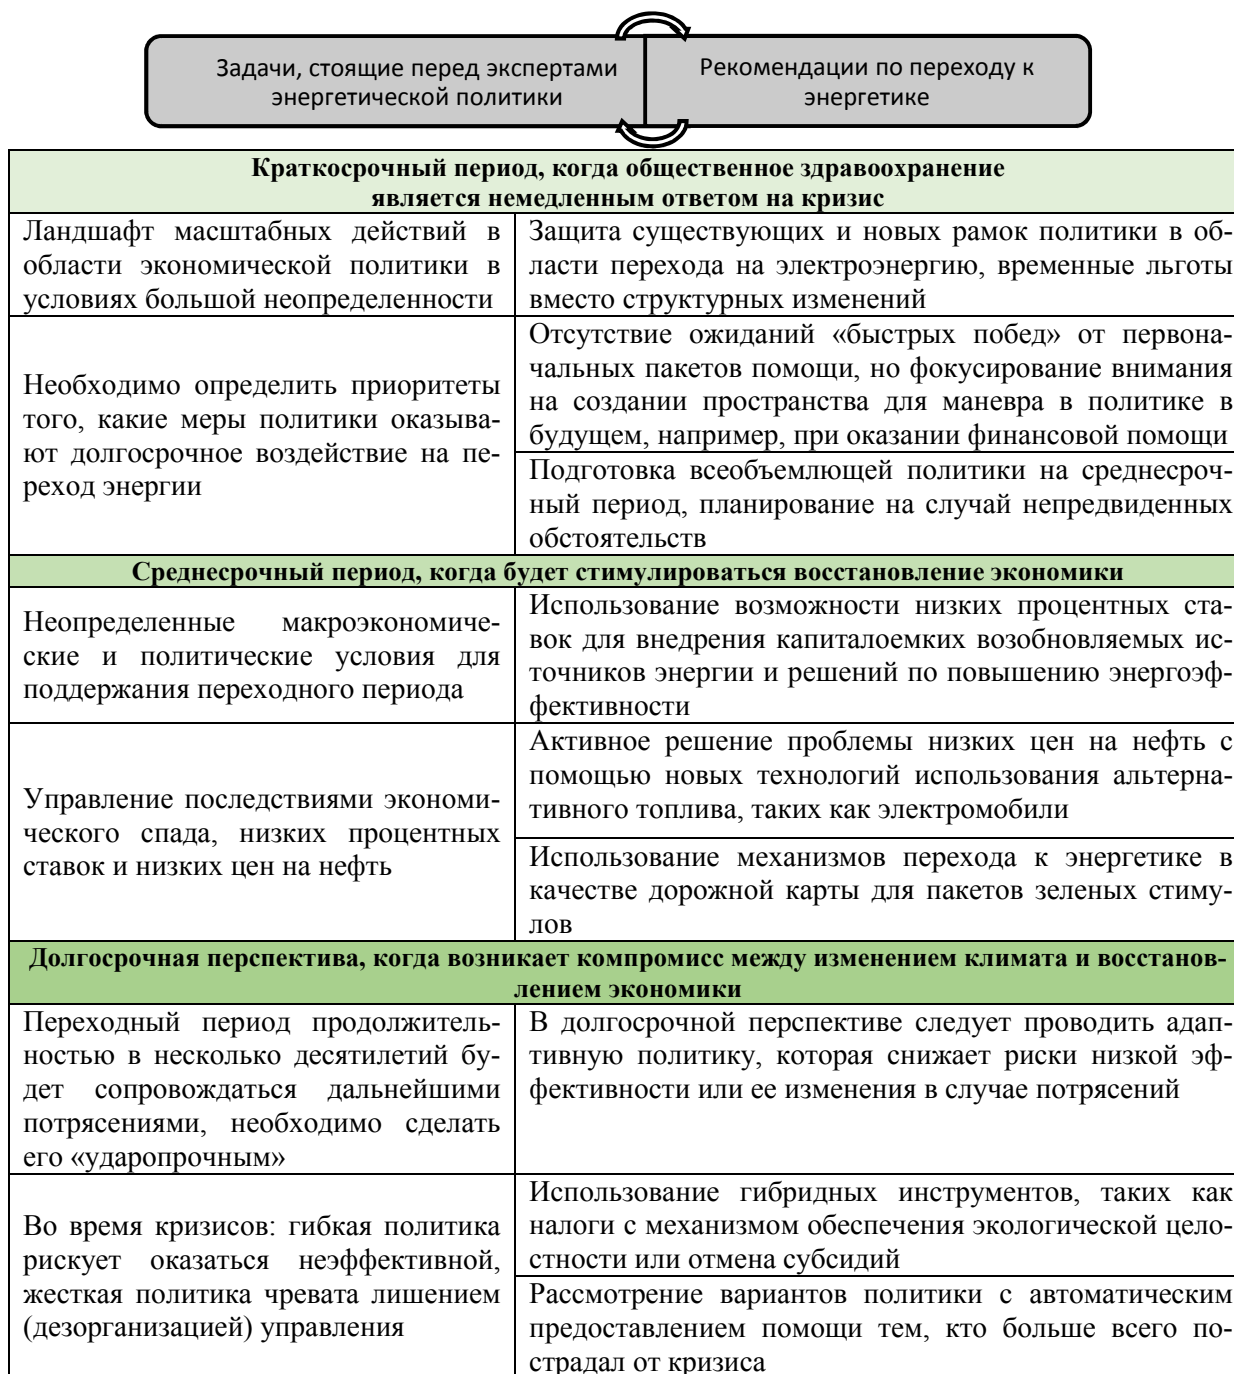 Задачи, стоящие перед экспертами
энергетической политики
Рекомендации по переходу к
энергетике
Краткосрочный период, когда общественное здравоохранение
является немедленным ответом на кризис
Ландшафт масштабных действий в
области экономической политики в
условиях большой неопределенности
Защита существующих и новых рамок политики в об-
ласти перехода на электроэнергию, временные льготы
вместо структурных изменений
Необходимо определить приоритеты
того, какие меры политики оказыва-
ют долгосрочное воздействие на пе-
реход энергии
Отсутствие ожиданий «быстрых побед» от первона-
чальных пакетов помощи, но фокусирование внимания
на создании пространства для маневра в политике в
будущем, например, при оказании финансовой помощи
Подготовка всеобъемлющей политики на среднесроч-
ный период, планирование на случай непредвиденных
обстоятельств
Среднесрочный период, когда будет стимулироваться восстановление экономики
Неопределенные макроэкономиче-
ские и политические условия для
поддержания переходного периода
Использование возможности низких процентных ста-
вок для внедрения капиталоемких возобновляемых ис-
точников энергии и решений по повышению энергоэф-
фективности
Управление последствиями экономи-
ческого спада, низких процентных
ставок и низких цен на нефть
Активное решение проблемы низких цен на нефть с
помощью новых технологий использования альтерна-
тивного топлива, таких как электромобили
Использование механизмов перехода к энергетике в
качестве дорожной карты для пакетов зеленых стиму-
лов
Долгосрочная перспектива, когда возникает компромисс между изменением климата и восстанов-
лением экономики
Переходный период продолжитель-
ностью в несколько десятилетий бу-
дет сопровождаться дальнейшими
потрясениями, необходимо сделать
его «ударопрочным»
В долгосрочной перспективе следует проводить адап-
тивную политику, которая снижает риски низкой эф-
фективности или ее изменения в случае потрясений
Во время кризисов: гибкая политика
рискует оказаться неэффективной,
жесткая политика чревата лишением
(дезорганизацией) управления
Использование гибридных инструментов, таких как
налоги с механизмом обеспечения экологической цело-
стности или отмена субсидий
Рассмотрение вариантов политики с автоматическим
предоставлением помощи тем, кто больше всего по-
страдал от кризиса